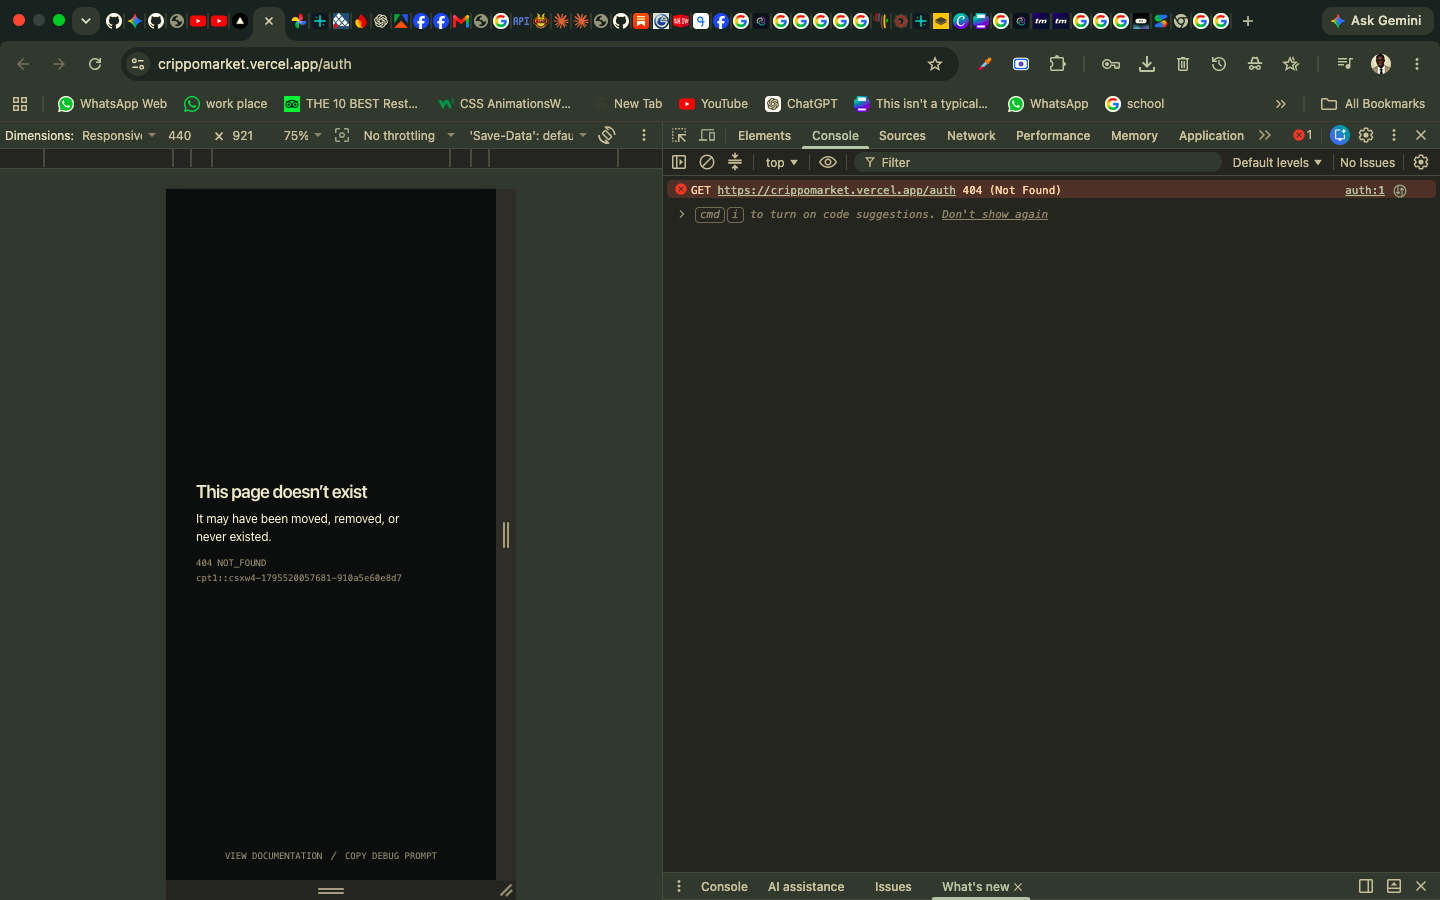 Ask Gemini
crippomarket.vercel.app/auth
WhatsApp Web
work place
THE 10 BEST Rest...
CSS AnimationsW...
New Tab
YouTube
ChatGPT
This isn't a typical...
WhatsApp
school
All Bookmarks
Dimensions: Responsiv 440 × 921 75% No throttling 'Save-Data': defau
Elements Console Sources Network Performance Memory Application 1
top Filter Default levels No Issues
GET https://crippomarket.vercel.app/auth 404 (Not Found) auth:1
cmd i to turn on code suggestions. Don't show again
This page doesn’t exist
It may have been moved, removed, or
never existed.
404 NOT_FOUND
cpt1::csxw4-1795520057681-910a5e60e8d7
VIEW DOCUMENTATION / COPY DEBUG PROMPT
Console AI assistance Issues What's new